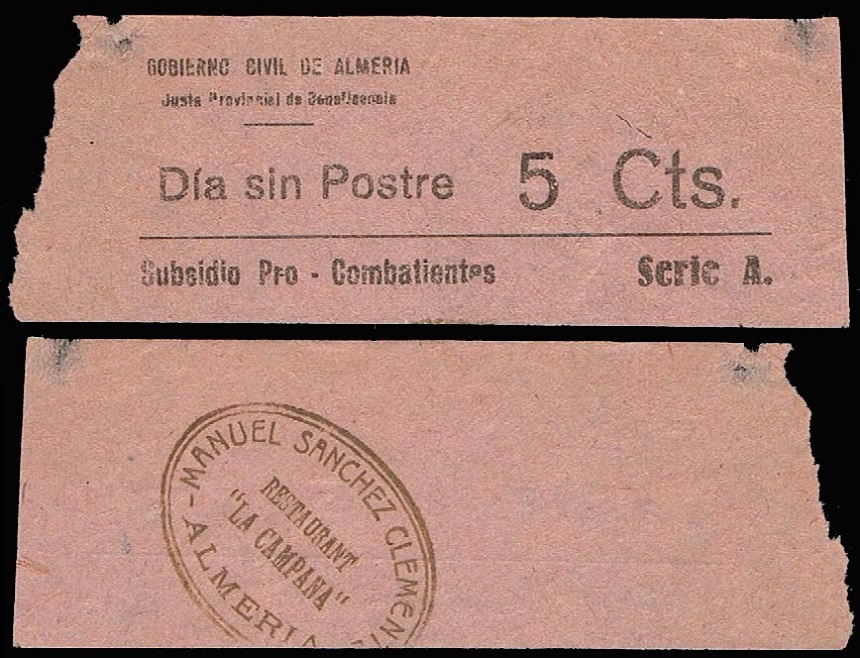 GOBIERNO CIVIL DE ALMERIA
Junta Provincial de Beneficencia
Día sin Postre 5 Cts.
Subsidio Pro - Combatientes Serie A.
MANUEL SANCHEZ CLEMENT
RESTAURANT
"LA CAMPANA"
ALMERIA